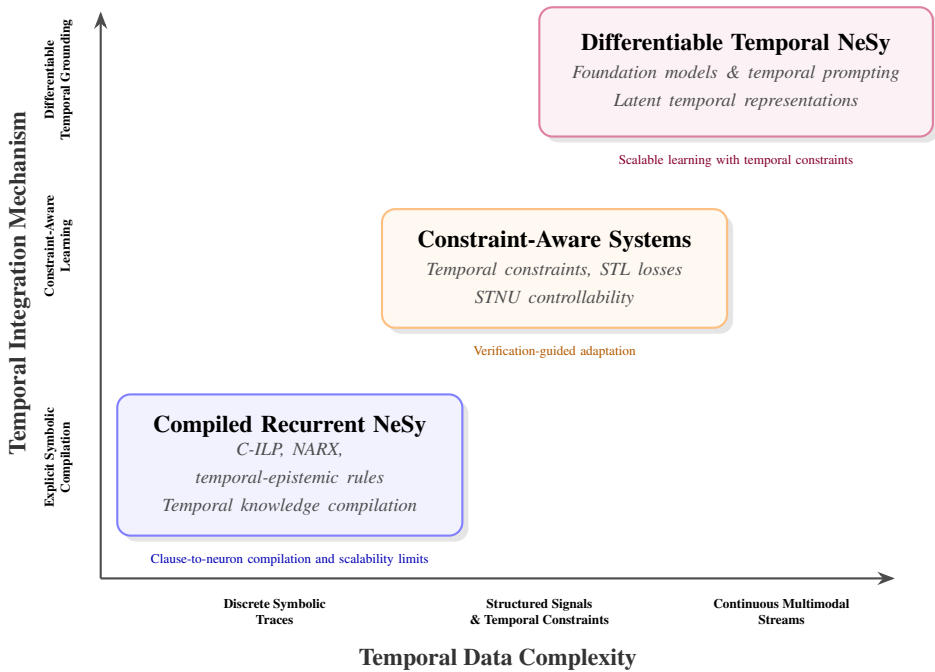 Differentiable Temporal NeSy
Foundation models & temporal prompting
Latent temporal representations
Scalable learning with temporal constraints
Constraint-Aware Systems
Temporal constraints, STL losses
STNU controllability
Verification-guided adaptation
Compiled Recurrent NeSy
C-ILP, NARX,
temporal-epistemic rules
Temporal knowledge compilation
Clause-to-neuron compilation and scalability limits
Temporal Integration Mechanism
Differentiable
Temporal Grounding
Constraint-Aware
Learning
Explicit Symbolic
Compilation
Discrete Symbolic
Traces
Structured Signals
& Temporal Constraints
Continuous Multimodal
Streams
Temporal Data Complexity